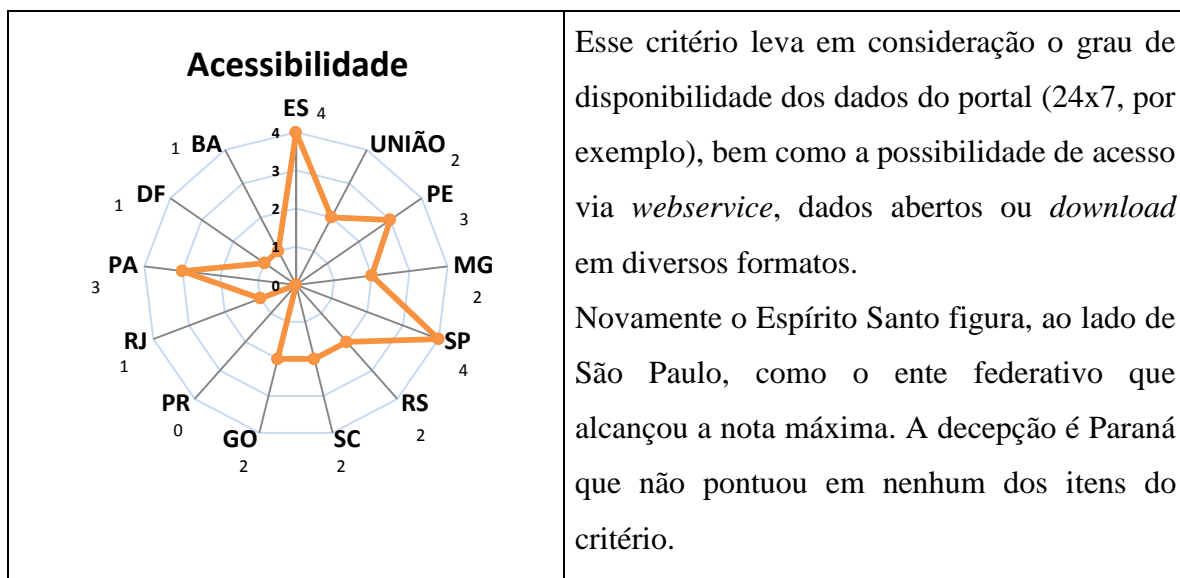 Acessibilidade
ES 4
UNIÃO 2
PE 3
MG 2
SP 4
RS 2
SC 2
GO 2
PR 0
RJ 1
PA 3
DF 1
BA 1
4
3
2
1
0
Esse critério leva em consideração o grau de
disponibilidade dos dados do portal (24x7, por
exemplo), bem como a possibilidade de acesso
via webservice, dados abertos ou download
em diversos formatos.
Novamente o Espírito Santo figura, ao lado de
São Paulo, como o ente federativo que
alcançou a nota máxima. A decepção é Paraná
que não pontuou em nenhum dos itens do
critério.